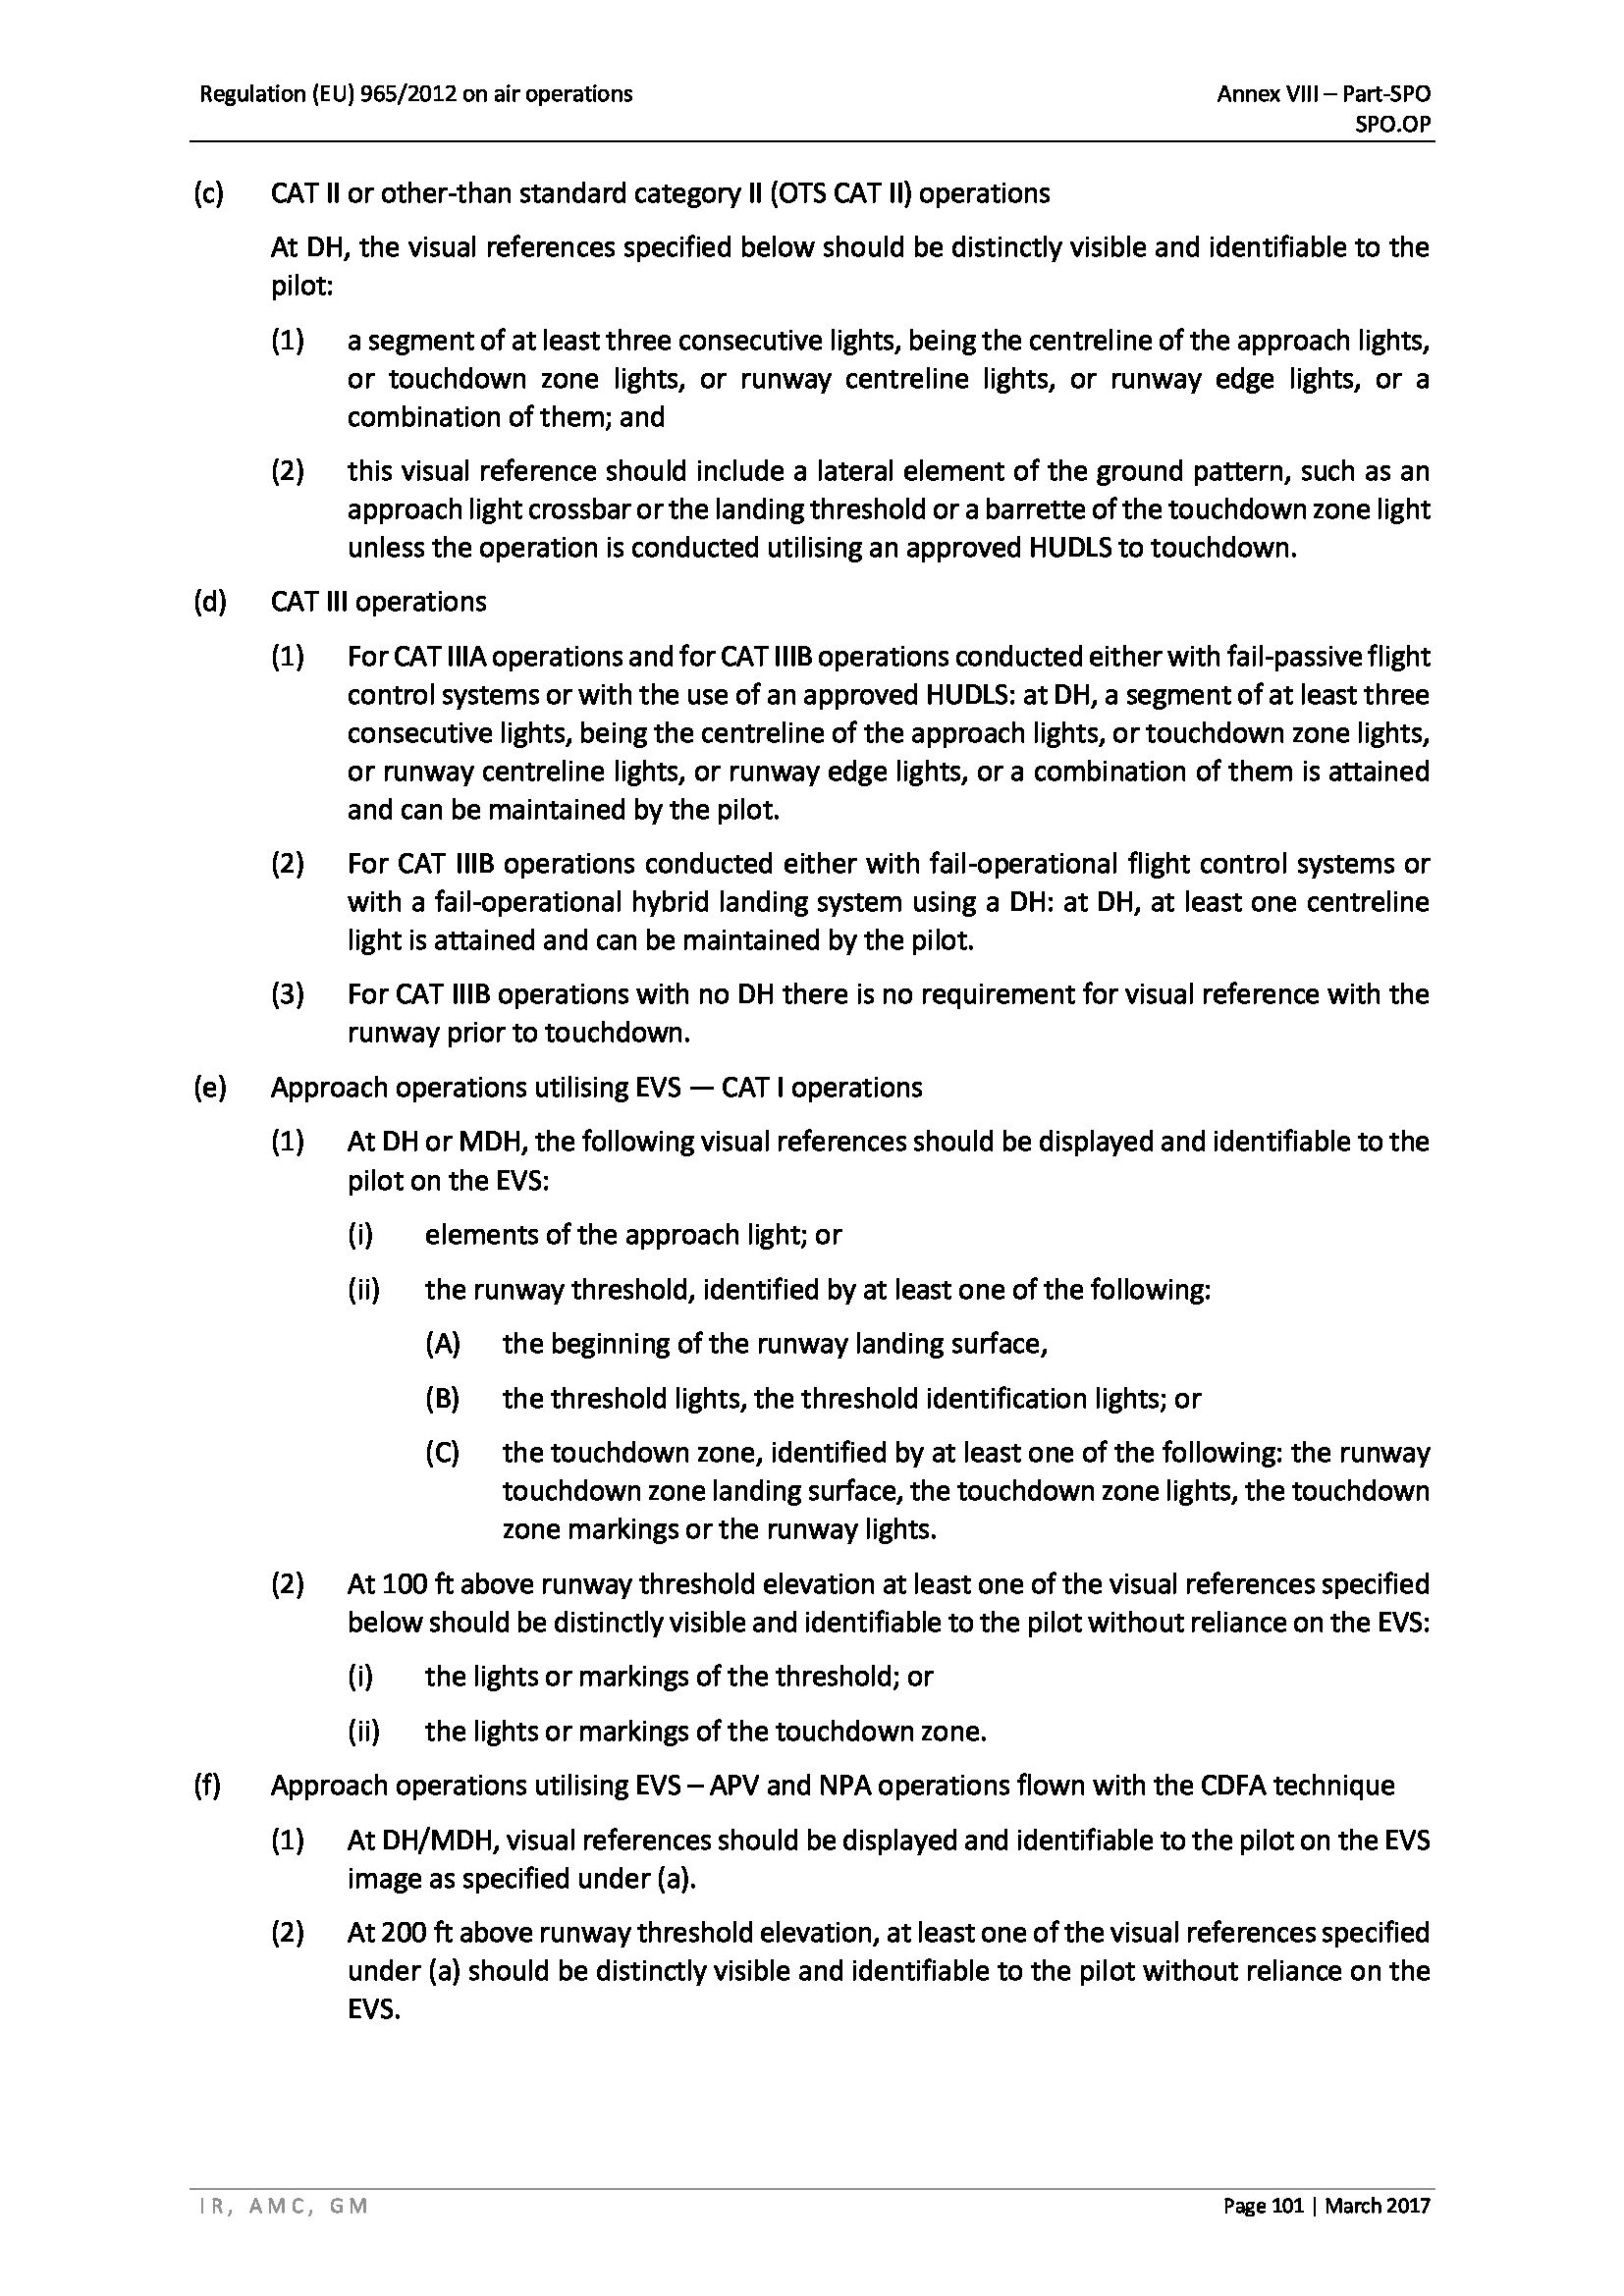 Regulation (EU) 965/2012 on air operations
Annex VIII – Part-SPO
SPO.OP
(c) CAT II or other-than standard category II (OTS CAT II) operations
At DH, the visual references specified below should be distinctly visible and identifiable to the
pilot:
(1) a segment of at least three consecutive lights, being the centreline of the approach lights,
or touchdown zone lights, or runway centreline lights, or runway edge lights, or a
combination of them; and
(2) this visual reference should include a lateral element of the ground pattern, such as an
approach light crossbar or the landing threshold or a barrette of the touchdown zone light
unless the operation is conducted utilising an approved HUDLS to touchdown.
(d) CAT III operations
(1) For CAT IIIA operations and for CAT IIIB operations conducted either with fail-passive flight
control systems or with the use of an approved HUDLS: at DH, a segment of at least three
consecutive lights, being the centreline of the approach lights, or touchdown zone lights,
or runway centreline lights, or runway edge lights, or a combination of them is attained
and can be maintained by the pilot.
(2) For CAT IIIB operations conducted either with fail-operational flight control systems or
with a fail-operational hybrid landing system using a DH: at DH, at least one centreline
light is attained and can be maintained by the pilot.
(3) For CAT IIIB operations with no DH there is no requirement for visual reference with the
runway prior to touchdown.
(e) Approach operations utilising EVS — CAT I operations
(1) At DH or MDH, the following visual references should be displayed and identifiable to the
pilot on the EVS:
(i) elements of the approach light; or
(ii) the runway threshold, identified by at least one of the following:
(A) the beginning of the runway landing surface,
(B) the threshold lights, the threshold identification lights; or
(C) the touchdown zone, identified by at least one of the following: the runway
touchdown zone landing surface, the touchdown zone lights, the touchdown
zone markings or the runway lights.
(2) At 100 ft above runway threshold elevation at least one of the visual references specified
below should be distinctly visible and identifiable to the pilot without reliance on the EVS:
(i) the lights or markings of the threshold; or
(ii) the lights or markings of the touchdown zone.
(f) Approach operations utilising EVS – APV and NPA operations flown with the CDFA technique
(1) At DH/MDH, visual references should be displayed and identifiable to the pilot on the EVS
image as specified under (a).
(2) At 200 ft above runway threshold elevation, at least one of the visual references specified
under (a) should be distinctly visible and identifiable to the pilot without reliance on the
EVS.
IR, AMC, GM
Page 101 | March 2017